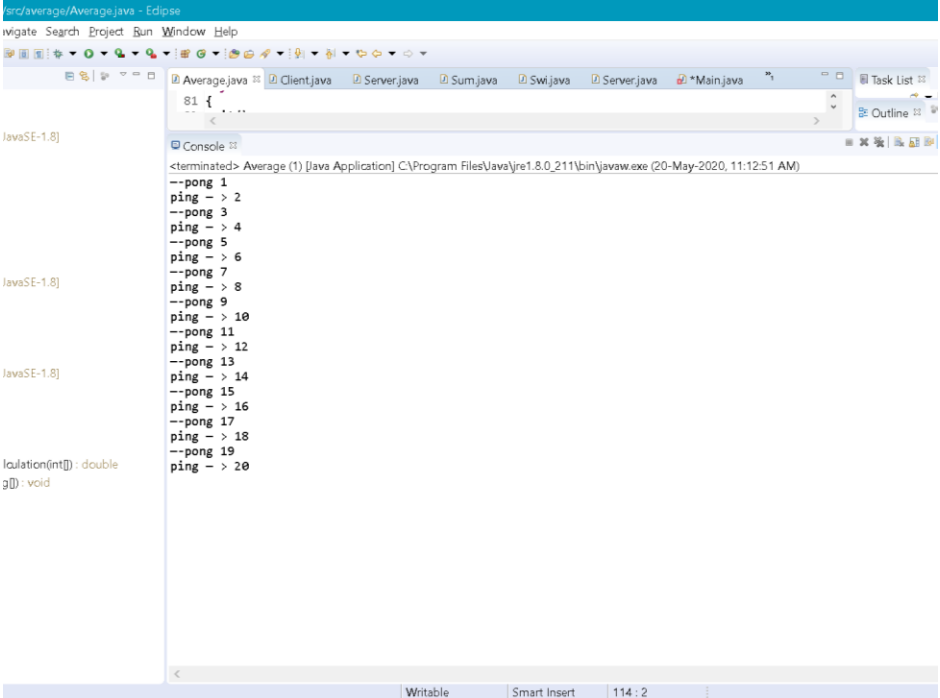 /src/average/Average.java - Edipse
avigate Search Project Run Window Help
Average.java Client.java Server.java Sum.java Swi.java Server.java *Main.java
Task List
81 {
Outline
JavaSE-1.8]
Console
<terminated> Average (1) [Java Application] C:\Program Files\Java\jre1.8.0_211\bin\javaw.exe (20-May-2020, 11:12:51 AM)
—-pong 1
ping — > 2
—-pong 3
ping — > 4
—-pong 5
ping — > 6
—-pong 7
ping — > 8
—-pong 9
ping — > 10
—-pong 11
ping — > 12
—-pong 13
ping — > 14
—-pong 15
ping — > 16
—-pong 17
ping — > 18
—-pong 19
ping — > 20
JavaSE-1.8]
JavaSE-1.8]
lculation(int[]) : double
g[]) : void
Writable Smart Insert 114 : 2